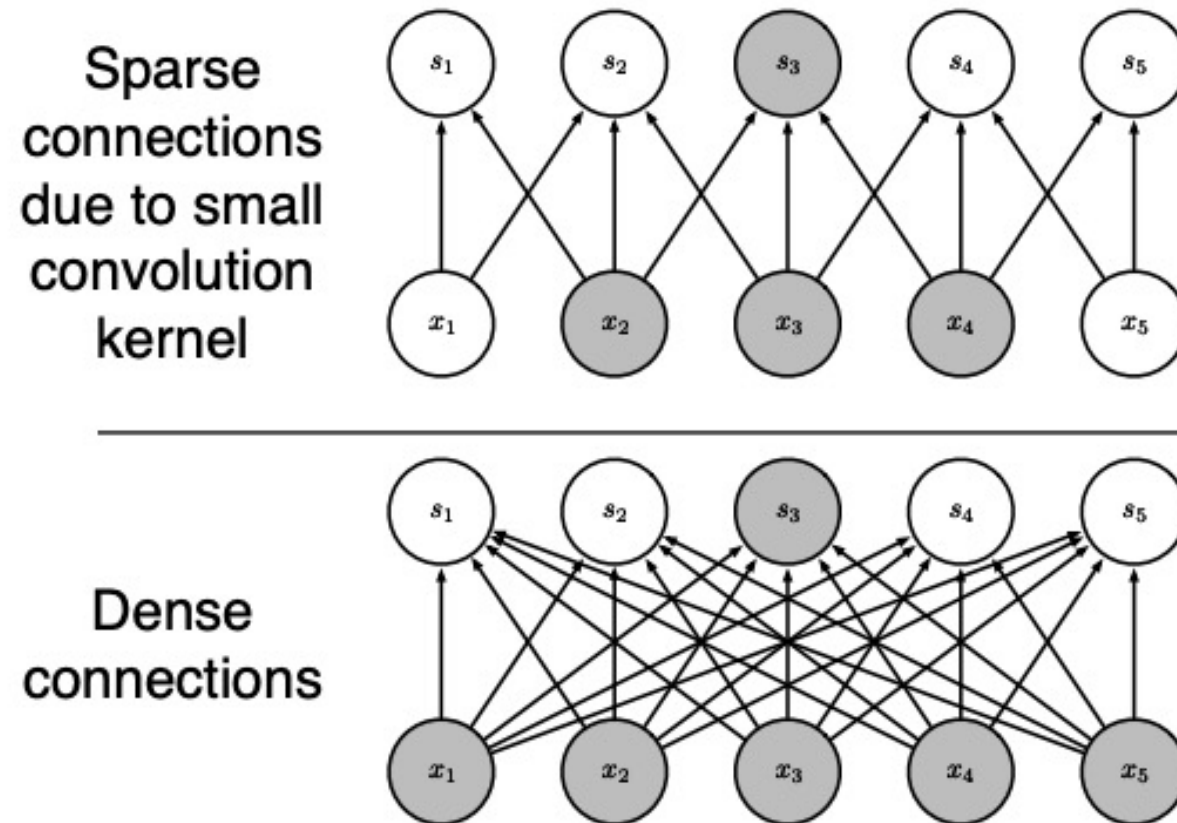 Sparse
connections
due to small
convolution
kernel
s₁ s₂ s₃ s₄ s₅
x₁ x₂ x₃ x₄ x₅
Dense
connections
s₁ s₂ s₃ s₄ s₅
x₁ x₂ x₃ x₄ x₅